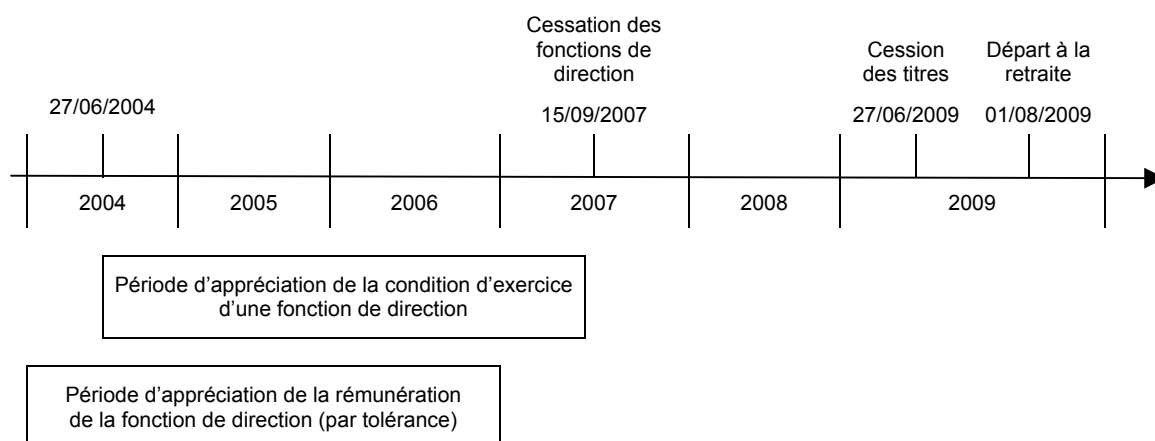 Cessation des
fonctions de
direction
15/09/2007
Cession
des titres
27/06/2009
Départ à la
retraite
01/08/2009
27/06/2004
2004
2005
2006
2007
2008
2009
Période d'appréciation de la condition d'exercice
d'une fonction de direction
Période d'appréciation de la rémunération
de la fonction de direction (par tolérance)